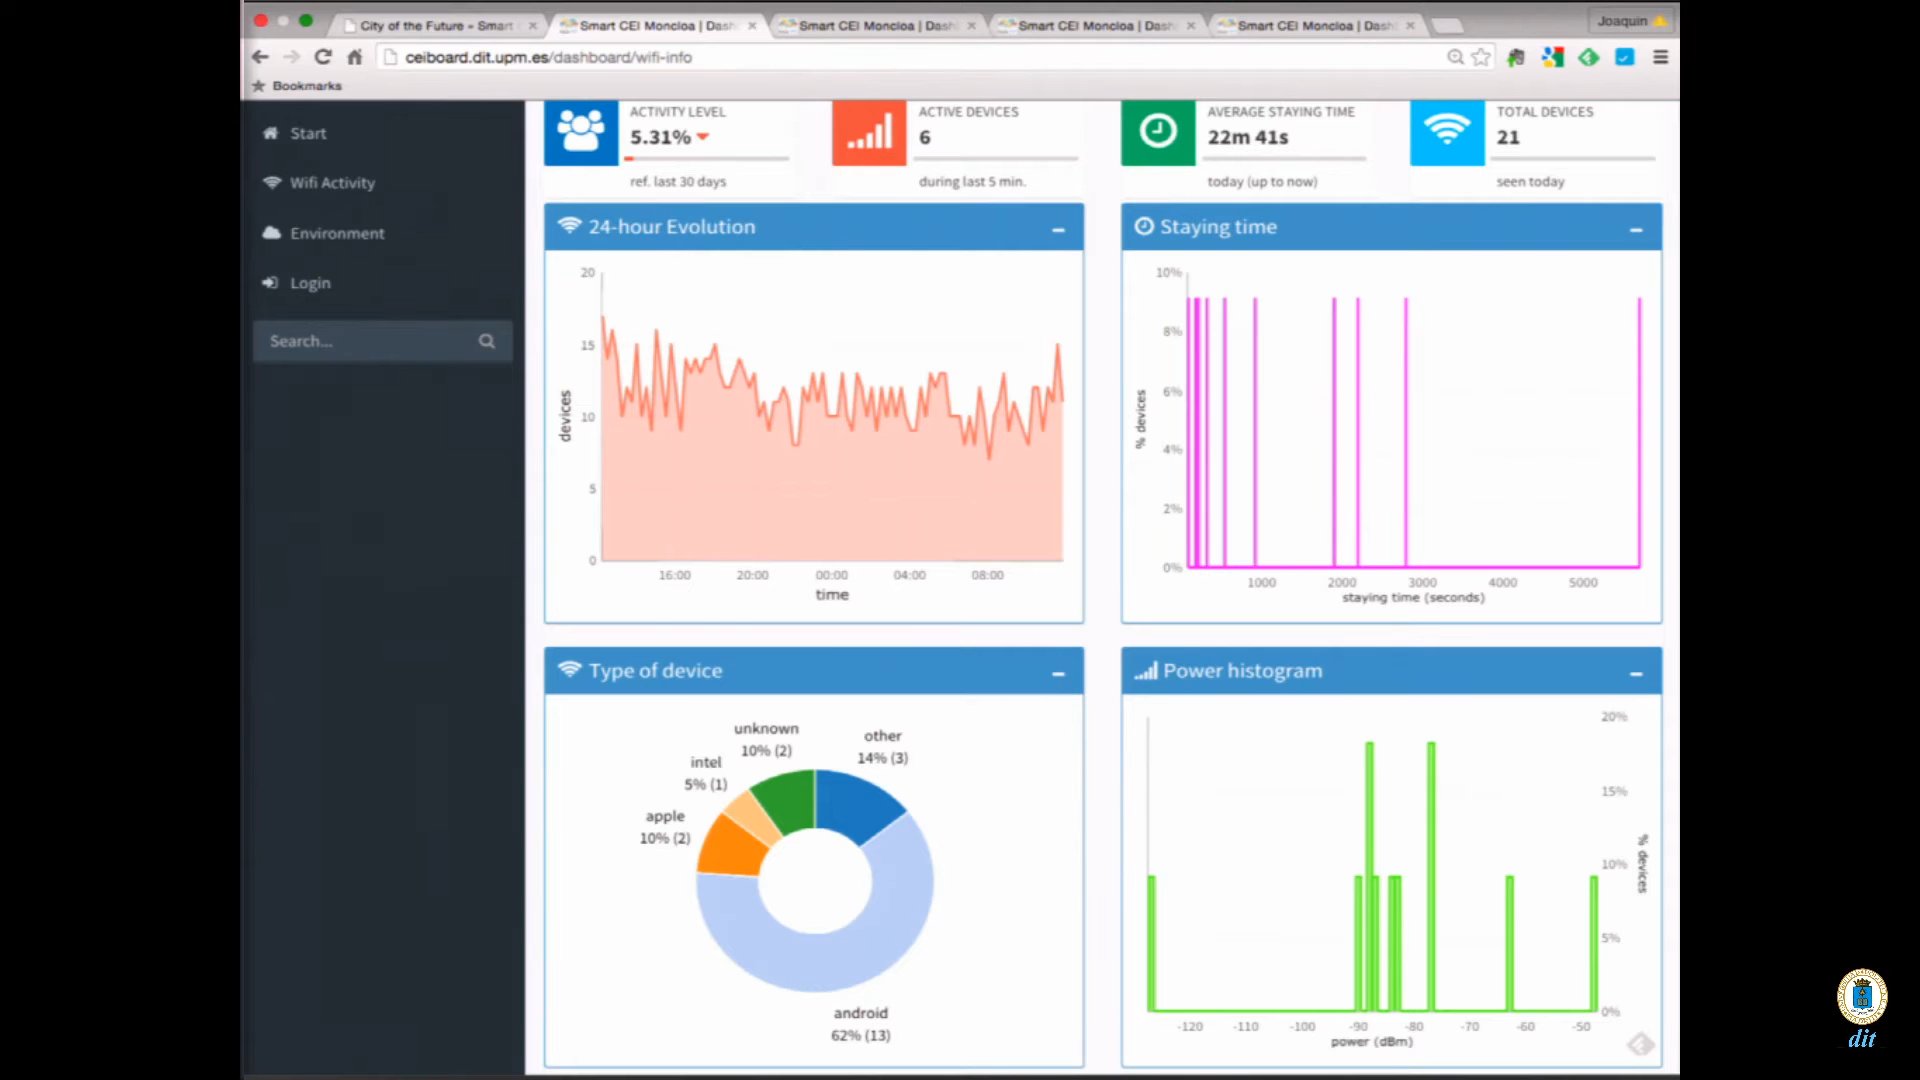 City of the Future - Smart
Smart CEI Moncloa | Dash
Smart CEI Moncloa | Dash
Smart CEI Moncloa | Dash
Smart CEI Moncloa | Dash
Joaquin
ceiboard.dit.upm.es/dashboard/wifi-info
Bookmarks
Start
Wifi Activity
Environment
Login
Search...
ACTIVITY LEVEL
5.31%
ref. last 30 days
ACTIVE DEVICES
6
during last 5 min.
AVERAGE STAYING TIME
22m 41s
today (up to now)
TOTAL DEVICES
21
seen today
24-hour Evolution
20
15
10
5
0
devices
16:00 20:00 00:00 04:00 08:00
time
Staying time
10%
8%
6%
4%
2%
0%
% devices
1000 2000 3000 4000 5000
staying time (seconds)
Type of device
unknown
10% (2)
other
14% (3)
intel
5% (1)
apple
10% (2)
android
62% (13)
Power histogram
20%
15%
10%
5%
0%
% devices
-120 -110 -100 -90 -80 -70 -60 -50
power (dBm)
dit